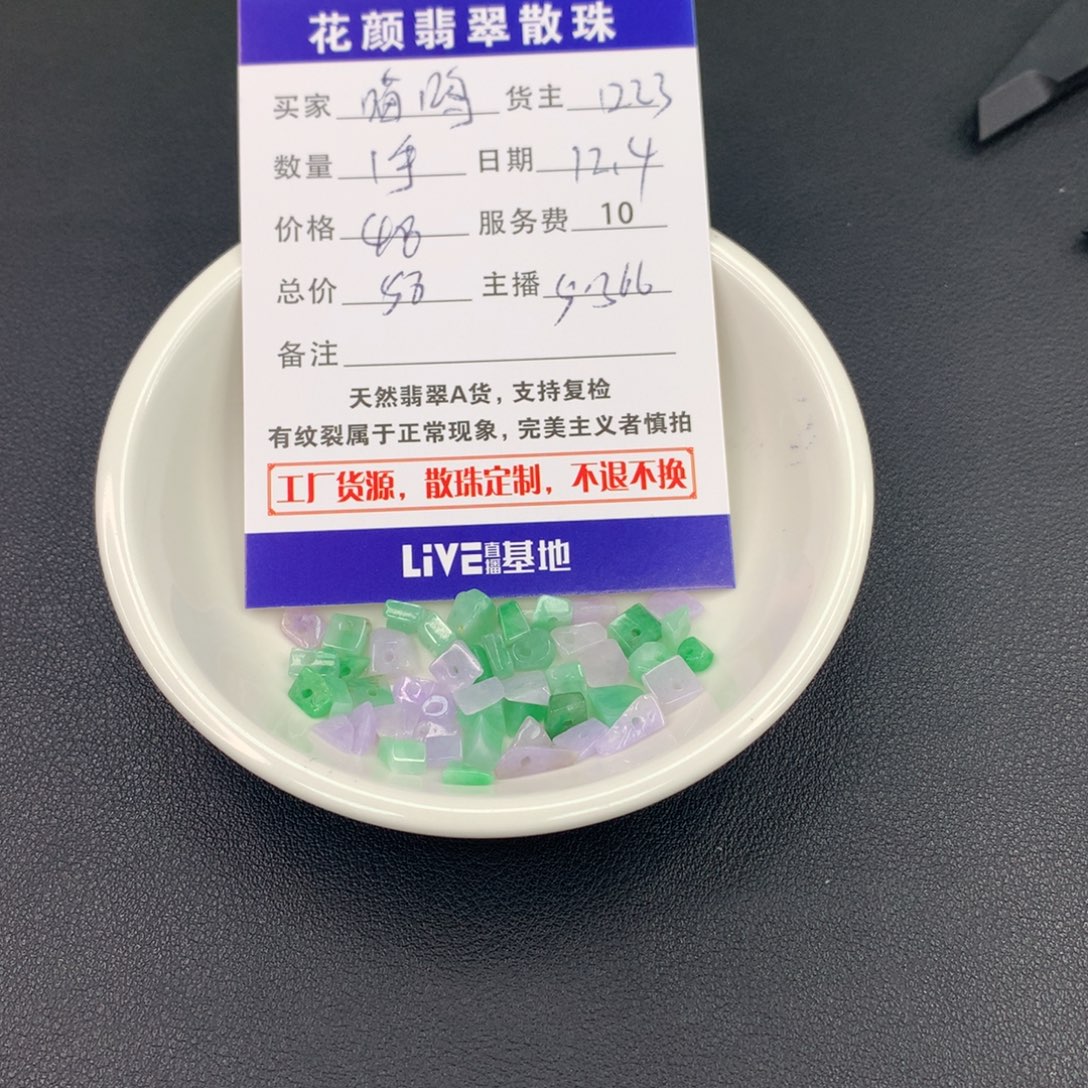 花颜翡翠散珠
买家 货主 1223
数量 1手 日期 12.4
价格 48 服务费 10
总价 58 主播
备注
天然翡翠A货，支持复检
有纹裂属于正常现象，完美主义者慎拍
工厂货源，散珠定制，不退不换
LiVE直播基地